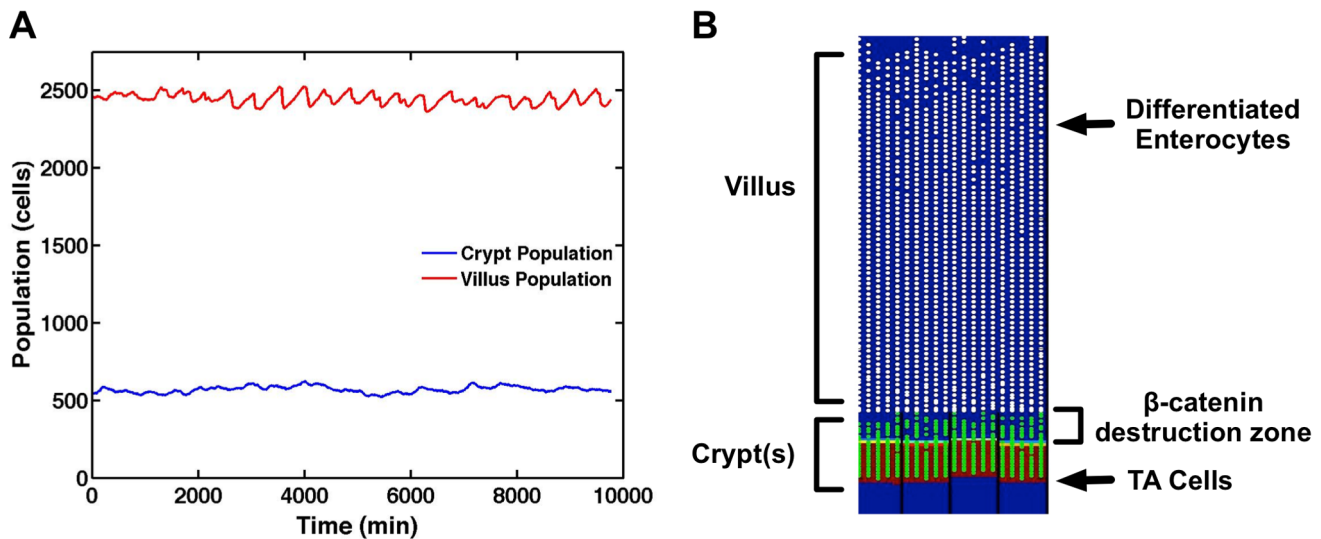 A
B
2500
2000
1500
1000
500
0
0
2000
4000
6000
8000
10000
Population (cells)
Time (min)
Crypt Population
Villus Population
Villus
Crypt(s)
Differentiated
Enterocytes
β-catenin
destruction zone
TA Cells